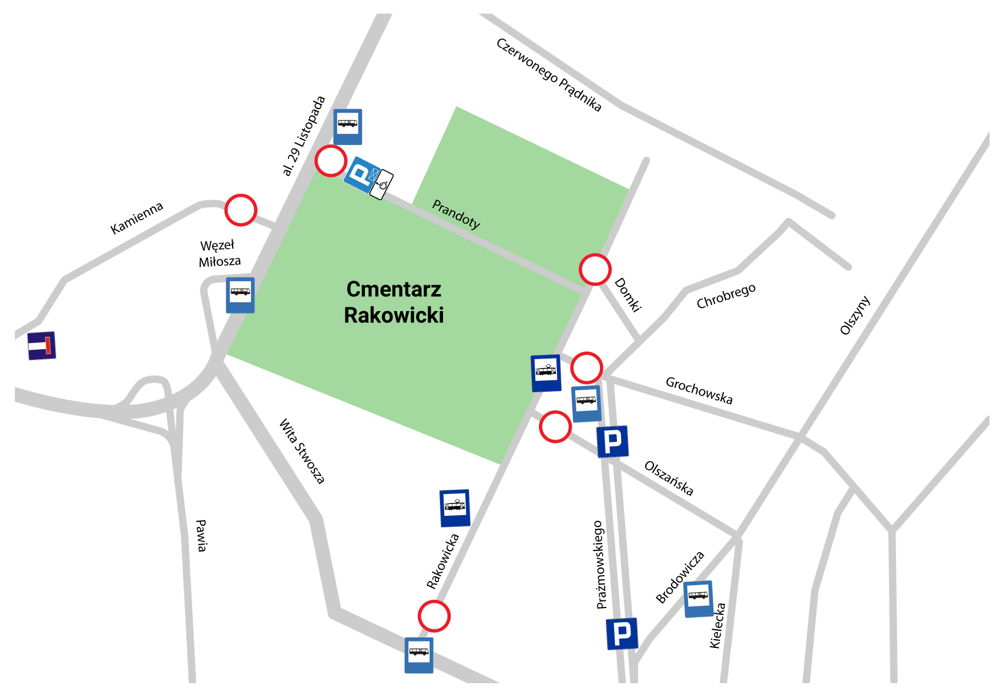 Czerwonego Prądnika
al. 29 Listopada
P
Prandoty
Kamienna
Węzeł
Miłosza
Cmentarz
Rakowicki
Domki
Chrobrego
Olszyny
Grochowska
Wita Stwosza
P
Olszańska
Pawia
Rakowicka
Prażmowskiego
Brodowicza
Kielecka
P